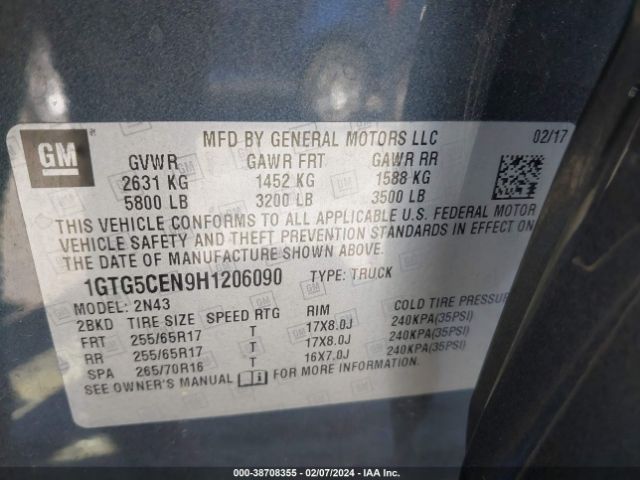 GM
MFD BY GENERAL MOTORS LLC 02/17
GVWR GAWR FRT GAWR RR
2631 KG 1452 KG 1588 KG
5800 LB 3200 LB 3500 LB
THIS VEHICLE CONFORMS TO ALL APPLICABLE U.S. FEDERAL MOTOR
VEHICLE SAFETY AND THEFT PREVENTION STANDARDS IN EFFECT ON
THE DATE OF MANUFACTURE SHOWN ABOVE.
1GTG5CEN9H1206090 TYPE: TRUCK
MODEL: 2N43
2BKD TIRE SIZE SPEED RTG RIM COLD TIRE PRESSUR
FRT 255/65R17 T 17X8.0J 240KPA(35PSI)
RR 255/65R17 T 17X8.0J 240KPA(35PSI)
SPA 265/70R16 T 16X7.0J 240KPA(35PSI)
SEE OWNER'S MANUAL FOR MORE INFORMATION.
000-38708355 - 02/07/2024 - IAA Inc.